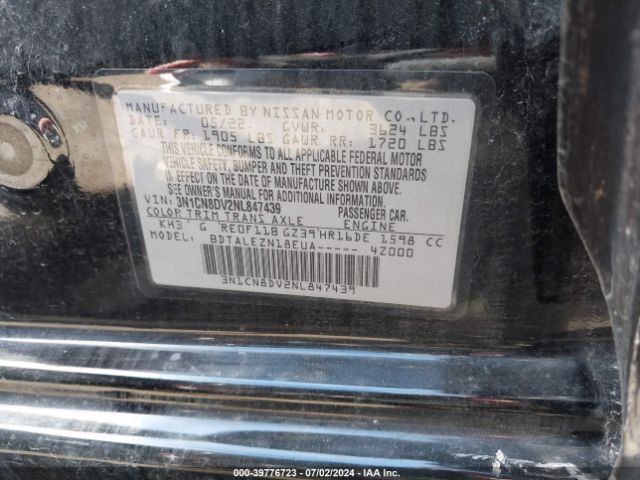 MANUFACTURED BY NISSAN MOTOR CO.,LTD.
DATE: 05/22 GVWR: 3624 LBS
GAWR FR: 1905 LBS GAWR RR: 1720 LBS
THIS VEHICLE CONFORMS TO ALL APPLICABLE FEDERAL MOTOR
VEHICLE SAFETY, BUMPER AND THEFT PREVENTION STANDARDS
IN EFFECT ON THE DATE OF MANUFACTURE SHOWN ABOVE.
SEE OWNER'S MANUAL FOR ADDITIONAL INFORMATION.
VIN: 3N1CN8DV2NL847439 PASSENGER CAR.
COLOR TRIM TRANS AXLE ENGINE
KH3 G RE0F11B GZ39 HR16DE 1598 CC
MODEL: BDTALEZN18EUA----- 4Z000
3N1CN8DV2NL847439
000-39776723 - 07/02/2024 - IAA Inc.